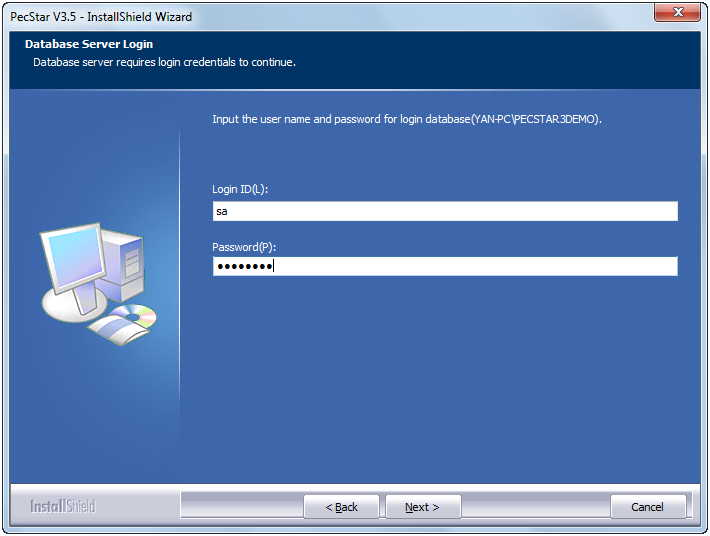 PecStar V3.5 - InstallShield Wizard
Database Server Login
Database server requires login credentials to continue.
Input the user name and password for login database(YAN-PC\PECSTAR3DEMO).
Login ID(L):
sa
Password(P):
●●●●●●●●
InstallShield
< Back
Next >
Cancel